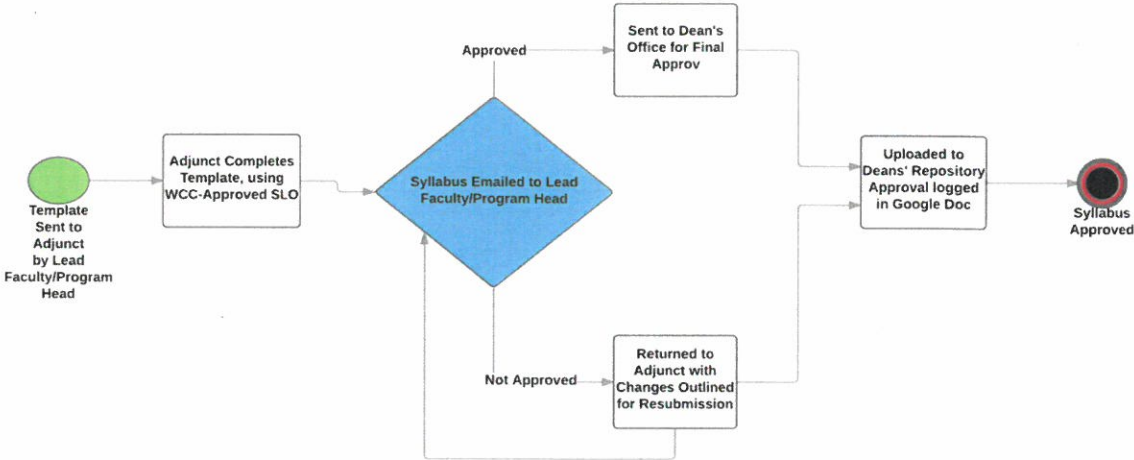 Template
Sent to
Adjunct
by Lead
Faculty/Program
Head
Adjunct Completes
Template, using
WCC-Approved SLO
Syllabus Emailed to Lead
Faculty/Program Head
Approved
Sent to Dean's
Office for Final
Approv
Not Approved
Returned to
Adjunct with
Changes Outlined
for Resubmission
Uploaded to
Deans' Repository
Approval logged
in Google Doc
Syllabus
Approved